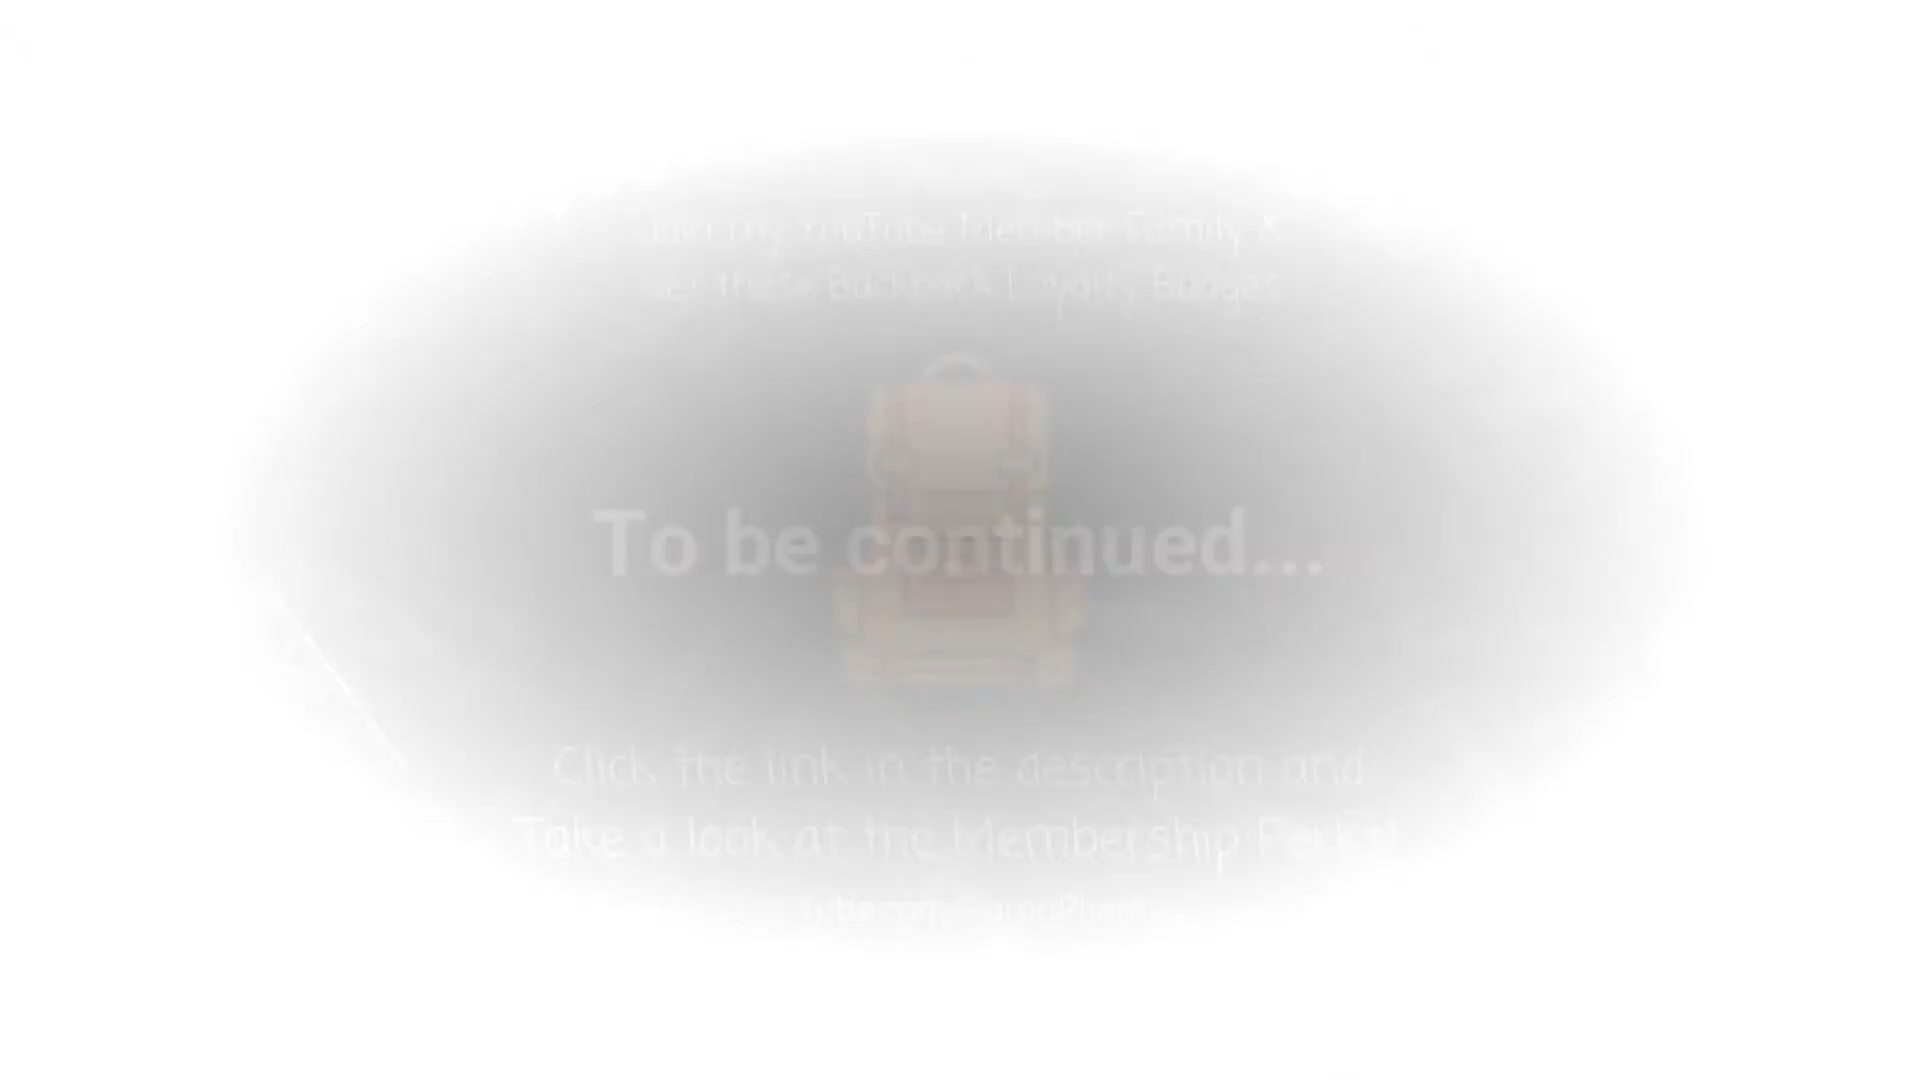 Join my YouTube Member Family &
Get these Backpack Loyalty Badges
To be continued...
Click the link in the description and
Take a look at the Membership Perks!